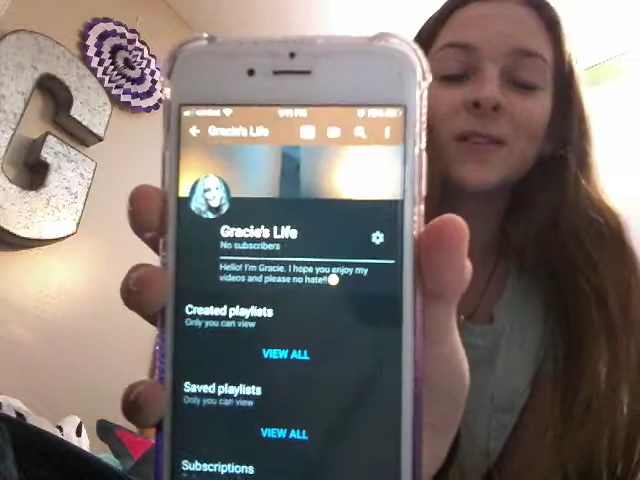 G
Gracie's Life
Gracie's Life
No subscribers
Hello! I'm Gracie. I hope you enjoy my
videos and please no hate!!
Created playlists
Only you can view
VIEW ALL
Saved playlists
Only you can view
VIEW ALL
Subscriptions